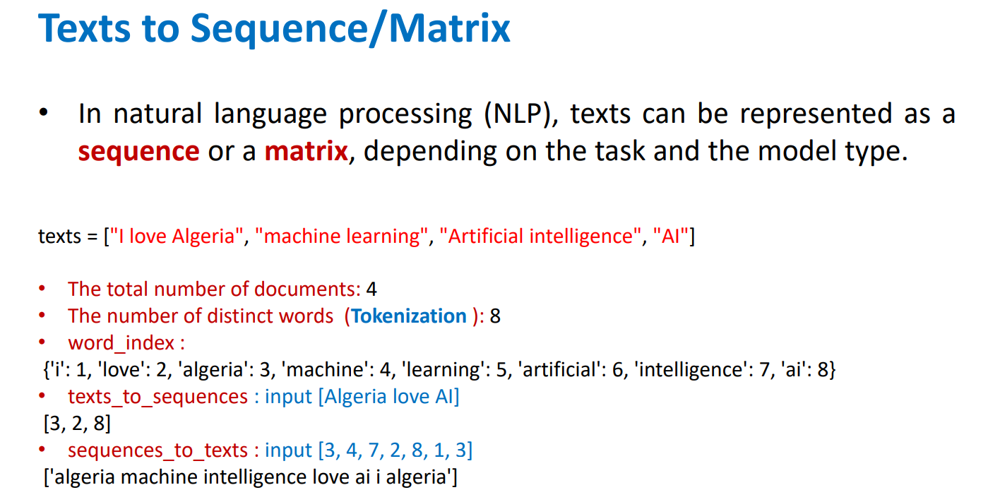 Texts to Sequence/Matrix
• In natural language processing (NLP), texts can be represented as a
sequence or a matrix, depending on the task and the model type.
texts = ["I love Algeria", "machine learning", "Artificial intelligence", "AI"]
• The total number of documents: 4
• The number of distinct words (Tokenization ): 8
• word_index :
{'i': 1, 'love': 2, 'algeria': 3, 'machine': 4, 'learning': 5, 'artificial': 6, 'intelligence': 7, 'ai': 8}
• texts_to_sequences : input [Algeria love AI]
[3, 2, 8]
• sequences_to_texts : input [3, 4, 7, 2, 8, 1, 3]
['algeria machine intelligence love ai i algeria']